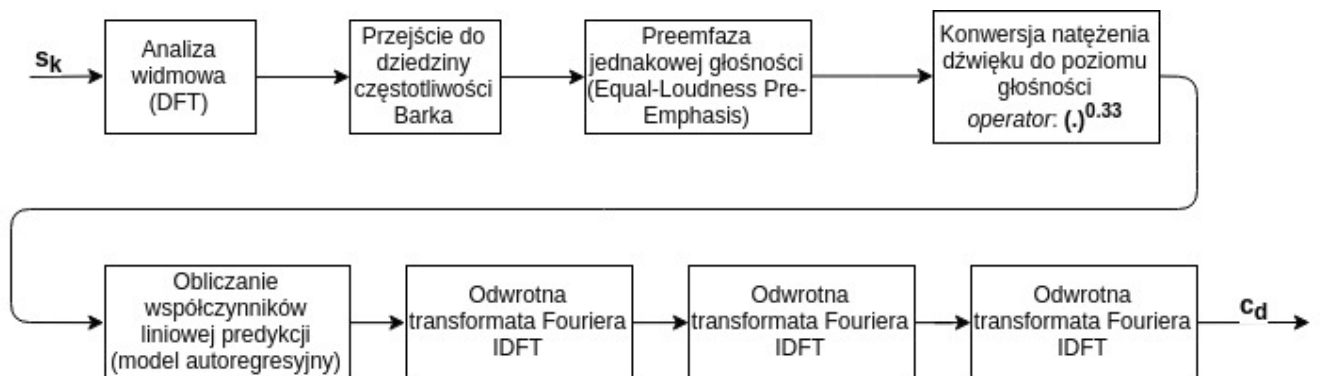 s_k
Analiza
widmowa
(DFT)
Przejście do
dziedziny
częstotliwości
Barka
Preemfaza
jednakowej głośności
(Equal-Loudness Pre-
Emphasis)
Konwersja natężenia
dźwięku do poziomu
głośności
operator: (.)^0.33
Obliczanie
współczynników
liniowej predykcji
(model autoregresyjny)
Odwrotna
transformata Fouriera
IDFT
Odwrotna
transformata Fouriera
IDFT
Odwrotna
transformata Fouriera
IDFT
c_d